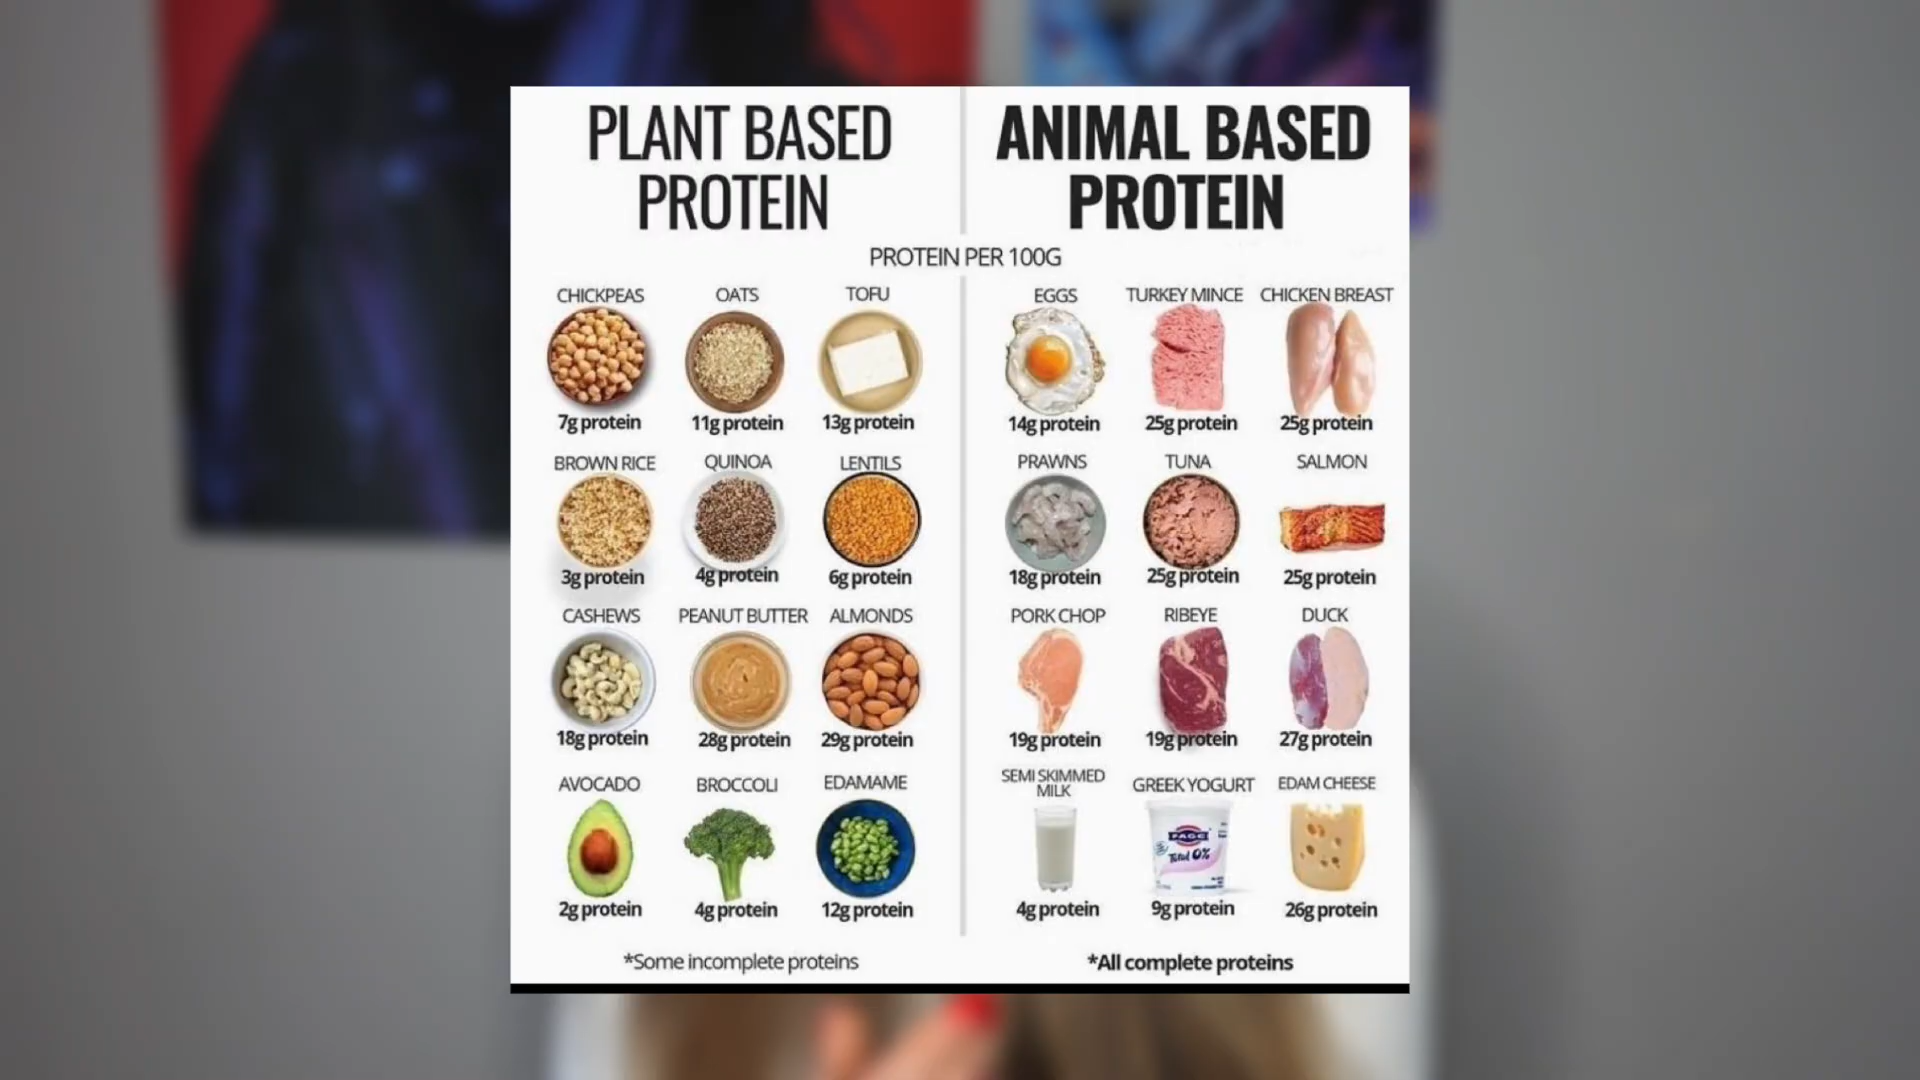 PLANT BASED
PROTEIN
ANIMAL BASED
PROTEIN
PROTEIN PER 100G
CHICKPEAS
OATS
TOFU
7g protein
11g protein
13g protein
BROWN RICE
QUINOA
LENTILS
3g protein
4g protein
6g protein
CASHEWS
PEANUT BUTTER
ALMONDS
18g protein
28g protein
29g protein
AVOCADO
BROCCOLI
EDAMAME
2g protein
4g protein
12g protein
*Some incomplete proteins
EGGS
TURKEY MINCE
CHICKEN BREAST
14g protein
25g protein
25g protein
PRAWNS
TUNA
SALMON
18g protein
25g protein
25g protein
PORK CHOP
RIBEYE
DUCK
19g protein
19g protein
27g protein
SEMI SKIMMED
MILK
GREEK YOGURT
EDAM CHEESE
FAGE
Total 0%
4g protein
9g protein
26g protein
*All complete proteins